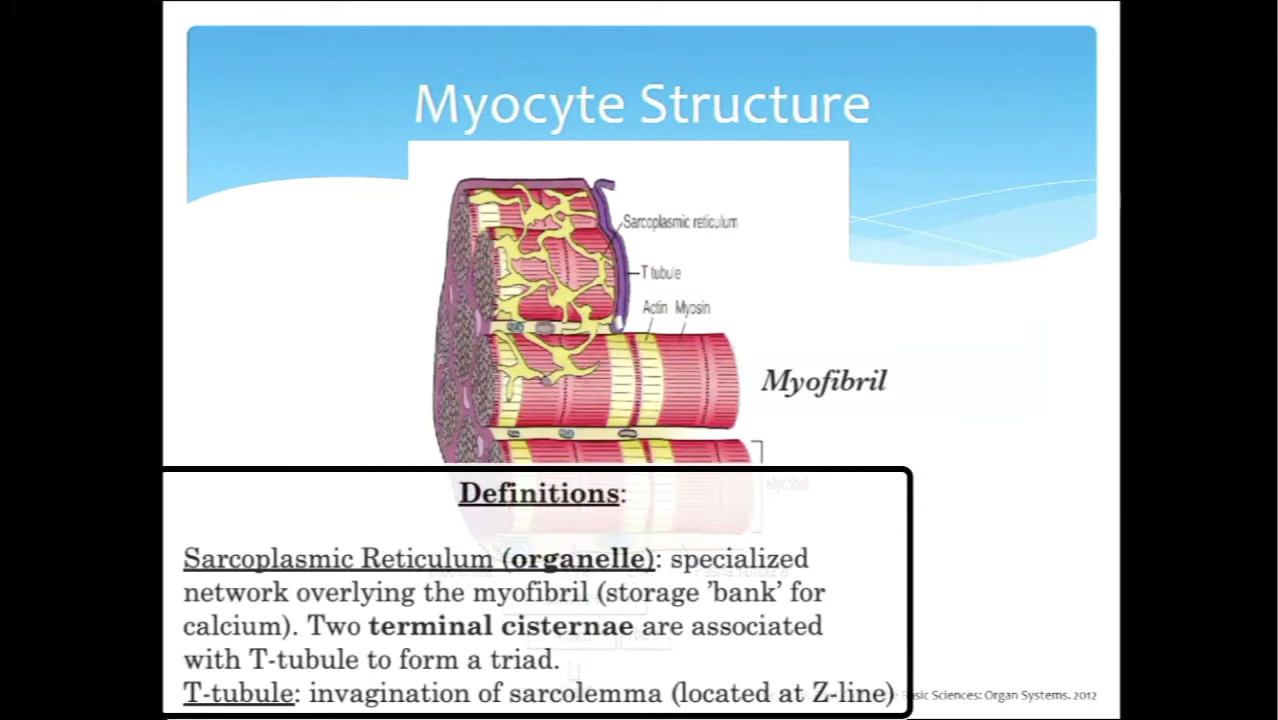 Myocyte Structure
Sarcoplasmic reticulum
T tubule
Actin Myosin
Myofibril
Definitions:
Sarcoplasmic Reticulum (organelle): specialized
network overlying the myofibril (storage ’bank’ for
calcium). Two terminal cisternae are associated
with T-tubule to form a triad.
T-tubule: invagination of sarcolemma (located at Z-line)
Sciences: Organ Systems. 2012